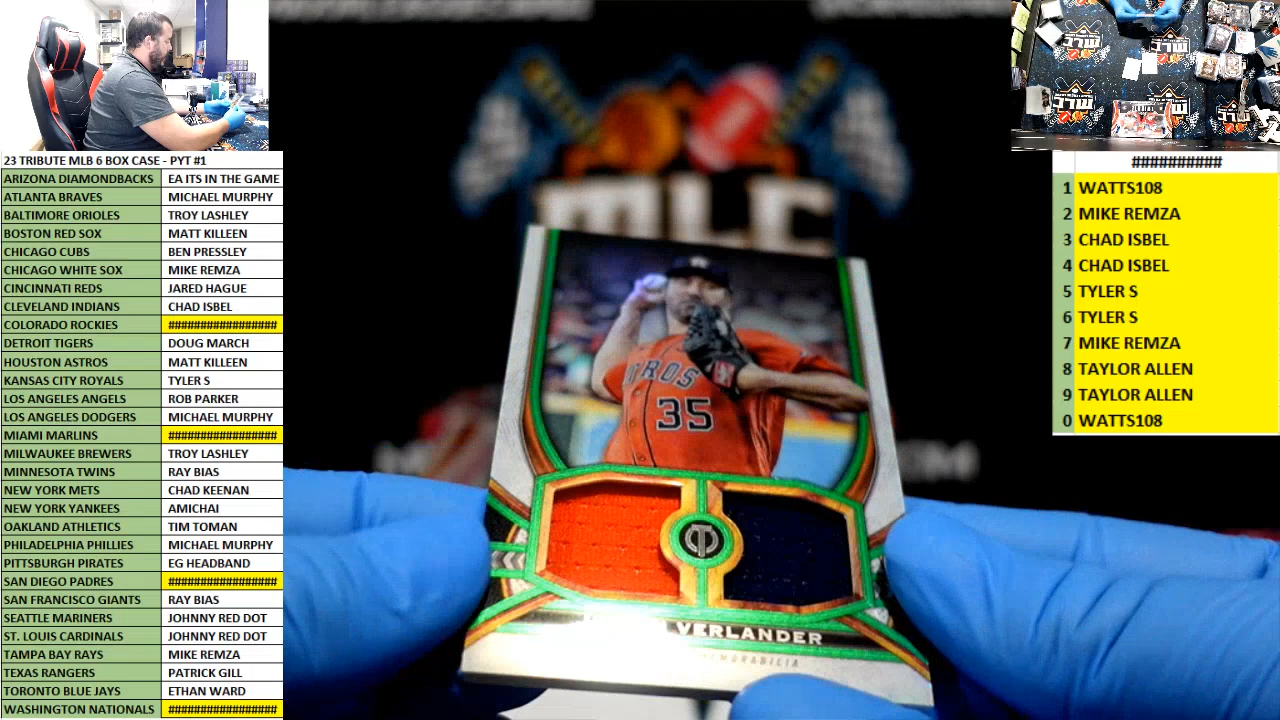 23 TRIBUTE MLB 6 BOX CASE - PYT #1
ARIZONA DIAMONDBACKS EA ITS IN THE GAME
ATLANTA BRAVES MICHAEL MURPHY
BALTIMORE ORIOLES TROY LASHLEY
BOSTON RED SOX MATT KILLEEN
CHICAGO CUBS BEN PRESSLEY
CHICAGO WHITE SOX MIKE REMZA
CINCINNATI REDS JARED HAGUE
CLEVELAND INDIANS CHAD ISBEL
COLORADO ROCKIES #################
DETROIT TIGERS DOUG MARCH
HOUSTON ASTROS MATT KILLEEN
KANSAS CITY ROYALS TYLER S
LOS ANGELES ANGELS ROB PARKER
LOS ANGELES DODGERS MICHAEL MURPHY
MIAMI MARLINS #################
MILWAUKEE BREWERS TROY LASHLEY
MINNESOTA TWINS RAY BIAS
NEW YORK METS CHAD KEENAN
NEW YORK YANKEES AMICHAI
OAKLAND ATHLETICS TIM TOMAN
PHILADELPHIA PHILLIES MICHAEL MURPHY
PITTSBURGH PIRATES EG HEADBAND
SAN DIEGO PADRES #################
SAN FRANCISCO GIANTS RAY BIAS
SEATTLE MARINERS JOHNNY RED DOT
ST. LOUIS CARDINALS JOHNNY RED DOT
TAMPA BAY RAYS MIKE REMZA
TEXAS RANGERS PATRICK GILL
TORONTO BLUE JAYS ETHAN WARD
WASHINGTON NATIONALS #################
MLC
35
VERLANDER
MEMORABILIA
##########
1 WATTS108
2 MIKE REMZA
3 CHAD ISBEL
4 CHAD ISBEL
5 TYLER S
6 TYLER S
7 MIKE REMZA
8 TAYLOR ALLEN
9 TAYLOR ALLEN
0 WATTS108